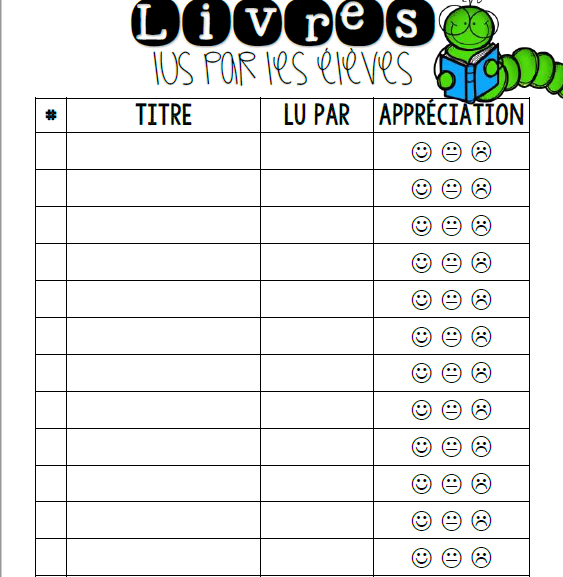 Livres
lus par les élèves
# TITRE LU PAR APPRÉCIATION